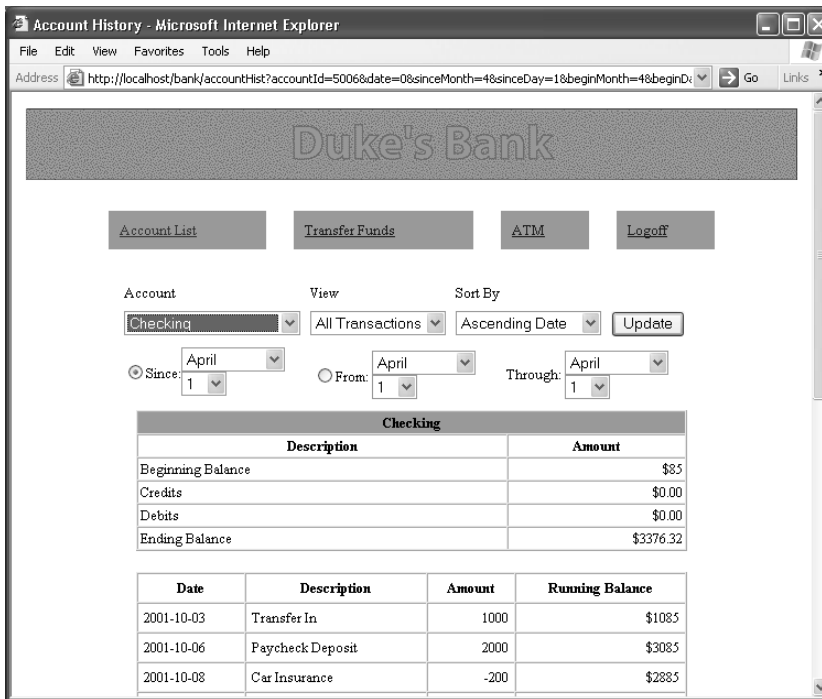 Account History - Microsoft Internet Explorer
File Edit View Favorites Tools Help
Address http://localhost/bank/accountHist?accountId=5006&date=0&sinceMonth=4&sinceDay=1&beginMonth=4&beginDa Go Links
Duke's Bank
Account List Transfer Funds ATM Logoff
Account View Sort By
Checking All Transactions Ascending Date Update
Since: April From: April Through: April
1 1 1
Checking
Description Amount
Beginning Balance $85
Credits $0.00
Debits $0.00
Ending Balance $3376.32
Date Description Amount Running Balance
2001-10-03 Transfer In 1000 $1085
2001-10-06 Paycheck Deposit 2000 $3085
2001-10-08 Car Insurance -200 $2885